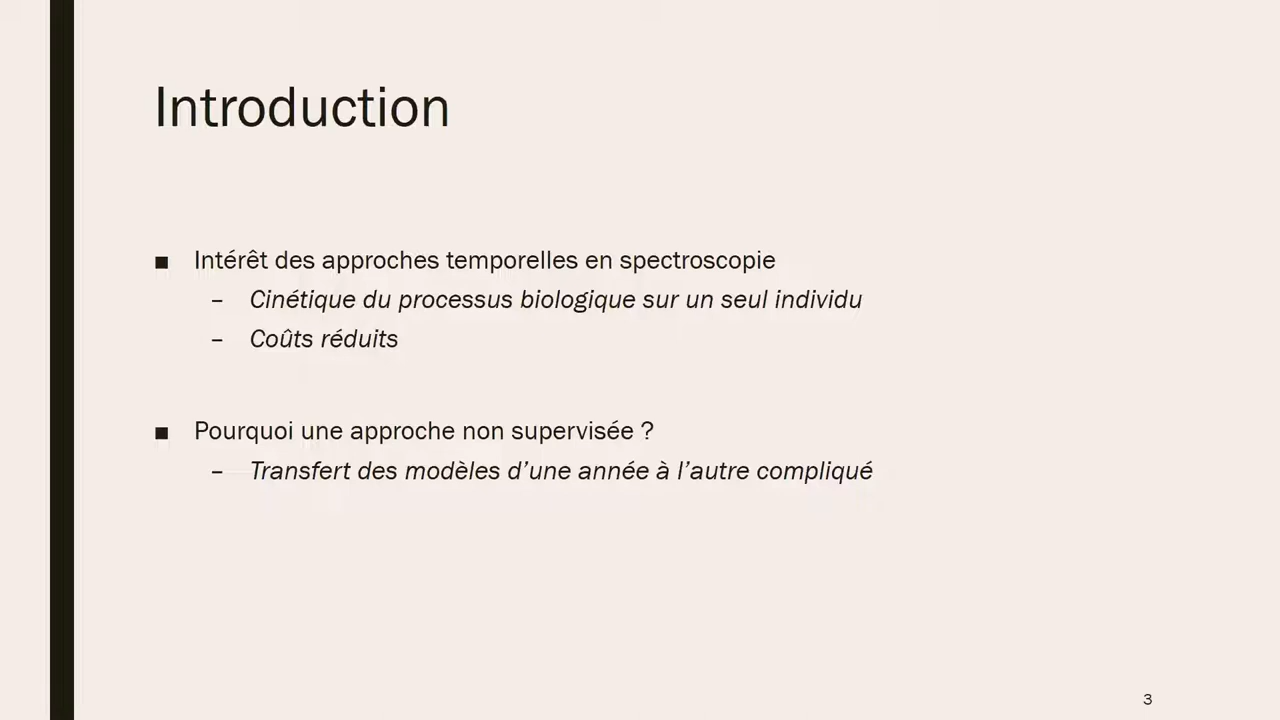 Introduction
■ Intérêt des approches temporelles en spectroscopie
– Cinétique du processus biologique sur un seul individu
– Coûts réduits
■ Pourquoi une approche non supervisée ?
– Transfert des modèles d’une année à l’autre compliqué
3